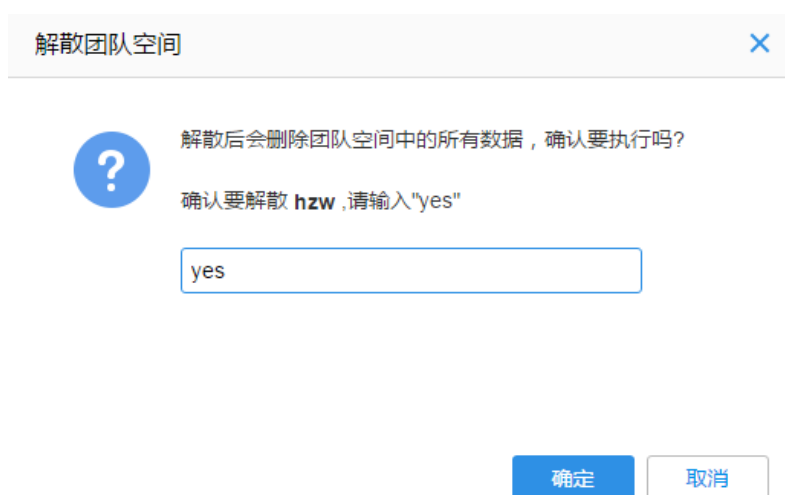 解散团队空间
解散后会删除团队空间中的所有数据，确认要执行吗?
确认要解散 hzw ,请输入"yes"
yes
确定 取消